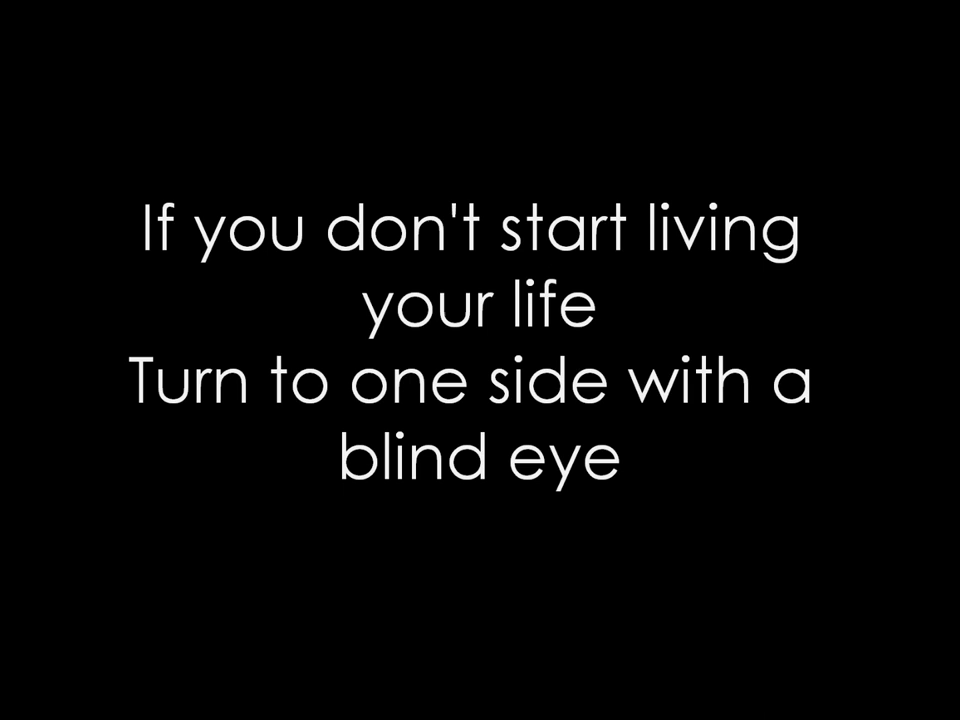 If you don't start living
your life
Turn to one side with a
blind eye